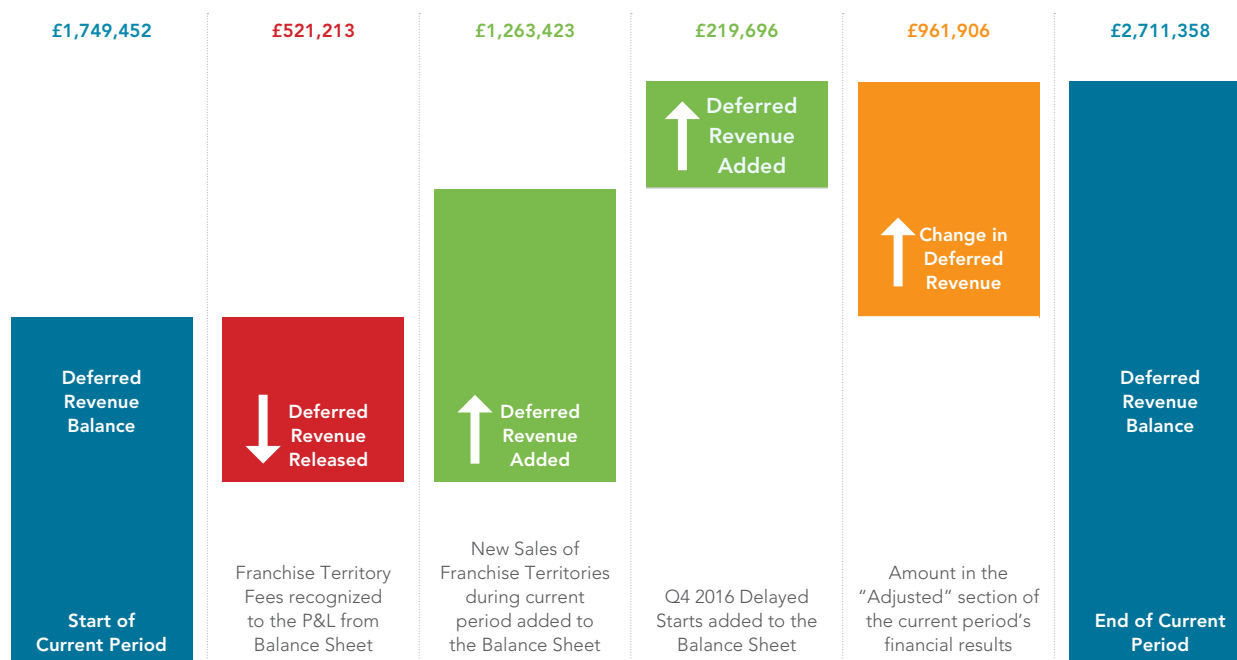 £1,749,452
Deferred
Revenue
Balance
Start of
Current Period
£521,213
Deferred
Revenue
Released
Franchise Territory
Fees recognized
to the P&L from
Balance Sheet
£1,263,423
Deferred
Revenue
Added
New Sales of
Franchise Territories
during current
period added to
the Balance Sheet
£219,696
Deferred
Revenue
Added
Q4 2016 Delayed
Starts added to the
Balance Sheet
£961,906
Change in
Deferred
Revenue
Amount in the
“Adjusted” section of
the current period’s
financial results
£2,711,358
Deferred
Revenue
Balance
End of Current
Period